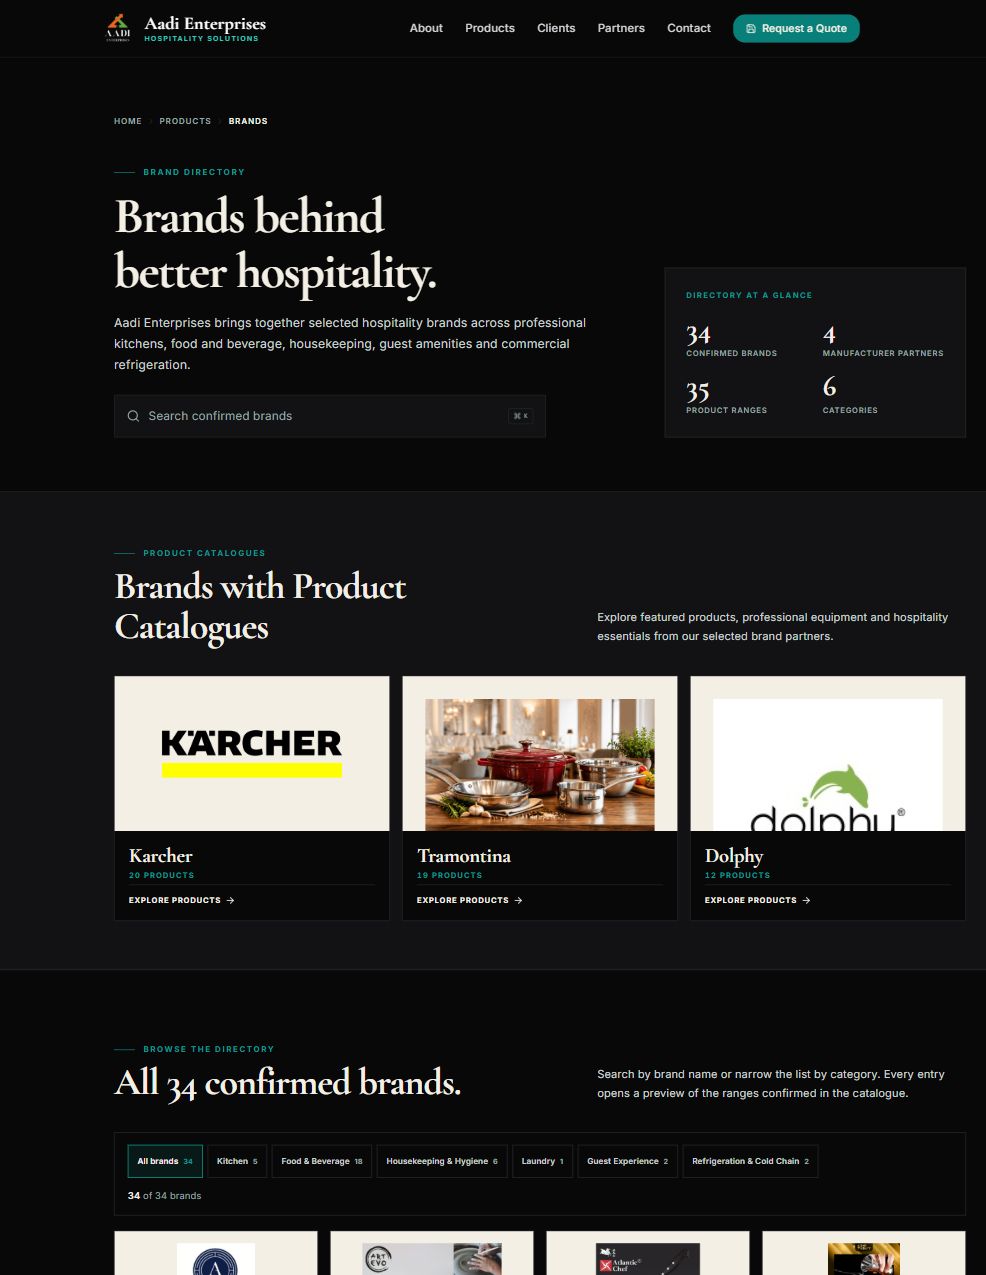 AADI
ENTERPRISES
Aadi Enterprises
HOSPITALITY SOLUTIONS
About
Products
Clients
Partners
Contact
Request a Quote
HOME
PRODUCTS
BRANDS
BRAND DIRECTORY
Brands behind
better hospitality.
Aadi Enterprises brings together selected hospitality brands across professional
kitchens, food and beverage, housekeeping, guest amenities and commercial
refrigeration.
Search confirmed brands
⌘ K
DIRECTORY AT A GLANCE
34
CONFIRMED BRANDS
4
MANUFACTURER PARTNERS
35
PRODUCT RANGES
6
CATEGORIES
PRODUCT CATALOGUES
Brands with Product
Catalogues
Explore featured products, professional equipment and hospitality
essentials from our selected brand partners.
KÄRCHER
Karcher
20 PRODUCTS
EXPLORE PRODUCTS →
Tramontina
19 PRODUCTS
EXPLORE PRODUCTS →
dolphy®
Dolphy
12 PRODUCTS
EXPLORE PRODUCTS →
BROWSE THE DIRECTORY
All 34 confirmed brands.
Search by brand name or narrow the list by category. Every entry
opens a preview of the ranges confirmed in the catalogue.
All brands 34
Kitchen 5
Food & Beverage 18
Housekeeping & Hygiene 6
Laundry 1
Guest Experience 2
Refrigeration & Cold Chain 2
34 of 34 brands
A
ART
EVO
Atlantic®
Chef